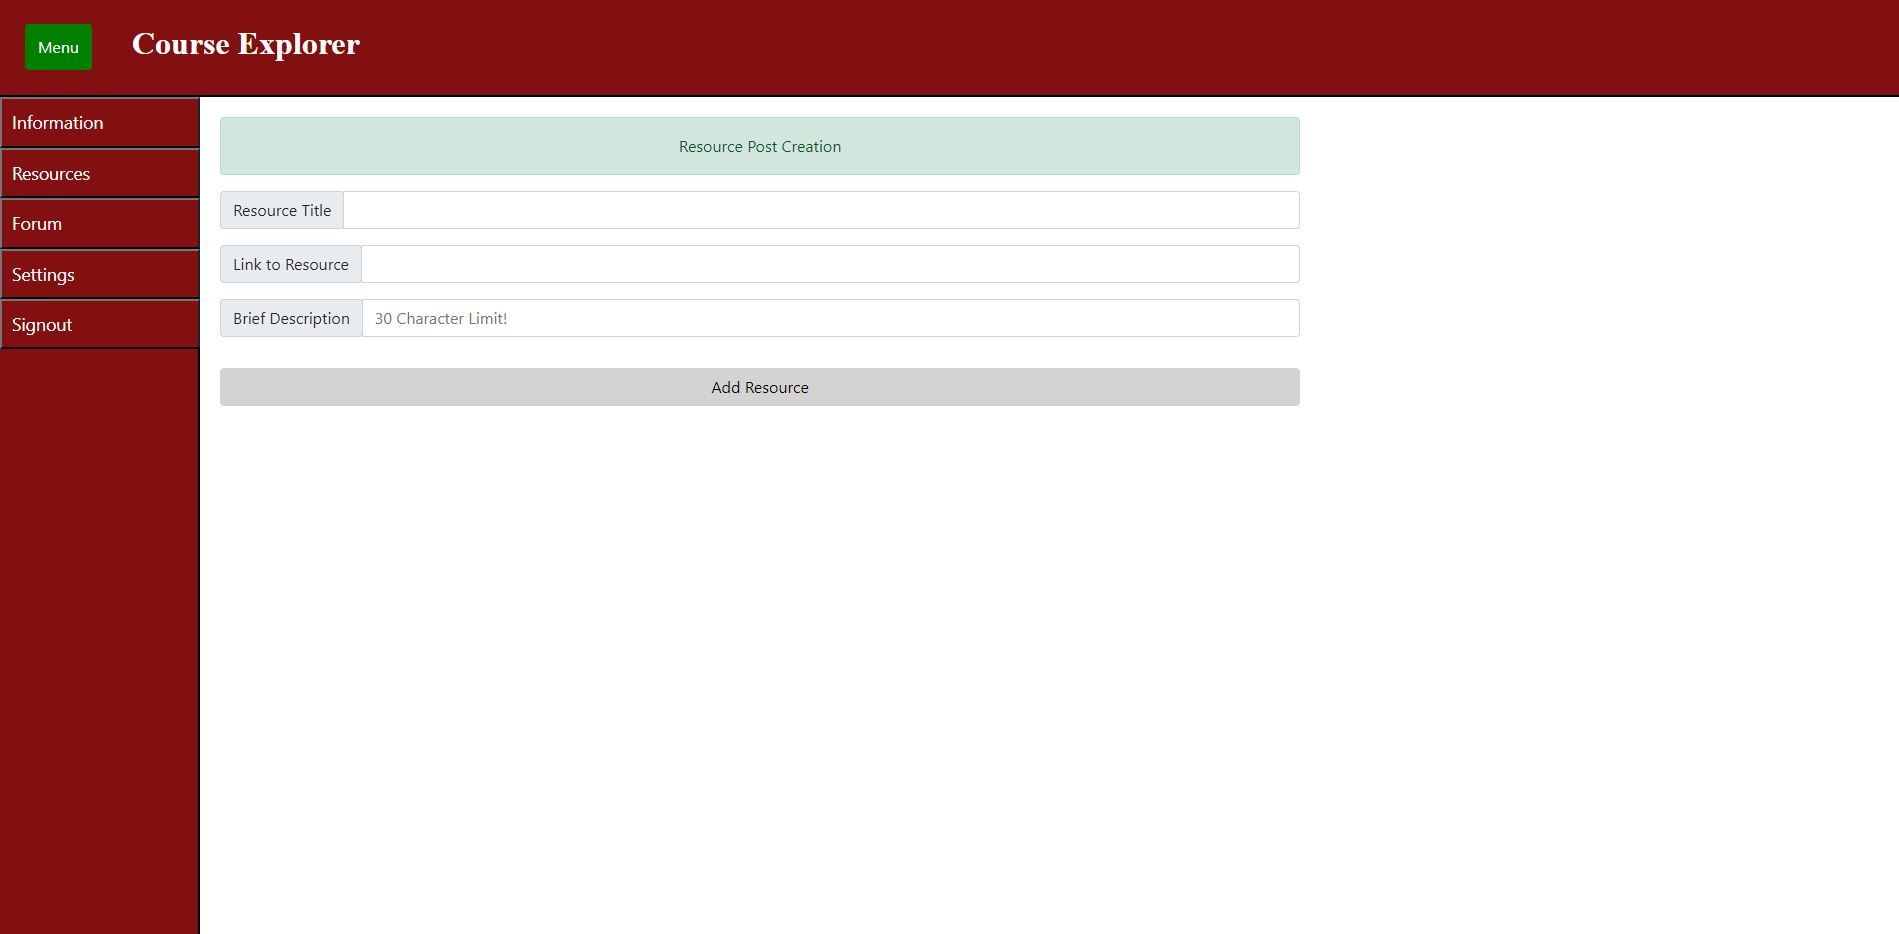 Menu
Course Explorer
Information
Resources
Forum
Settings
Signout
Resource Post Creation
Resource Title
Link to Resource
Brief Description 30 Character Limit!
Add Resource